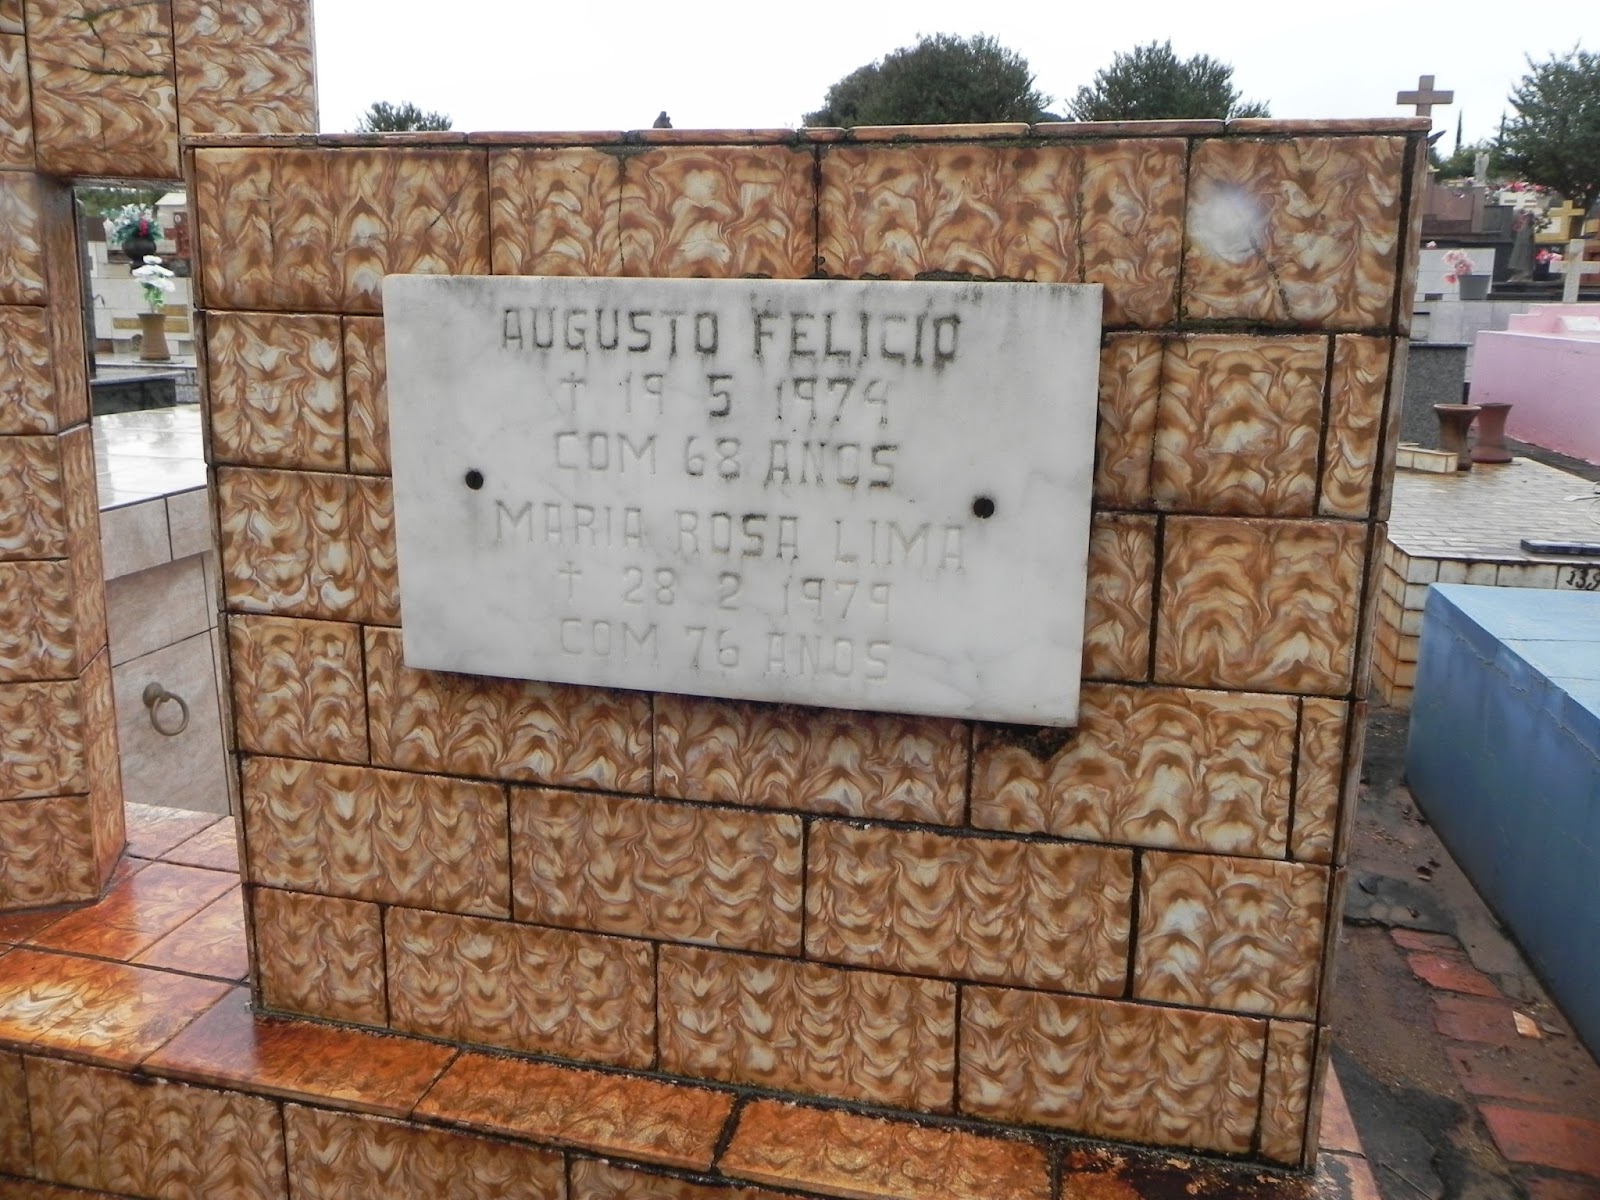 AUGUSTO FELICIO
† 19 5 1974
COM 68 ANOS
MARIA ROSA LIMA
† 28 2 1979
COM 76 ANOS